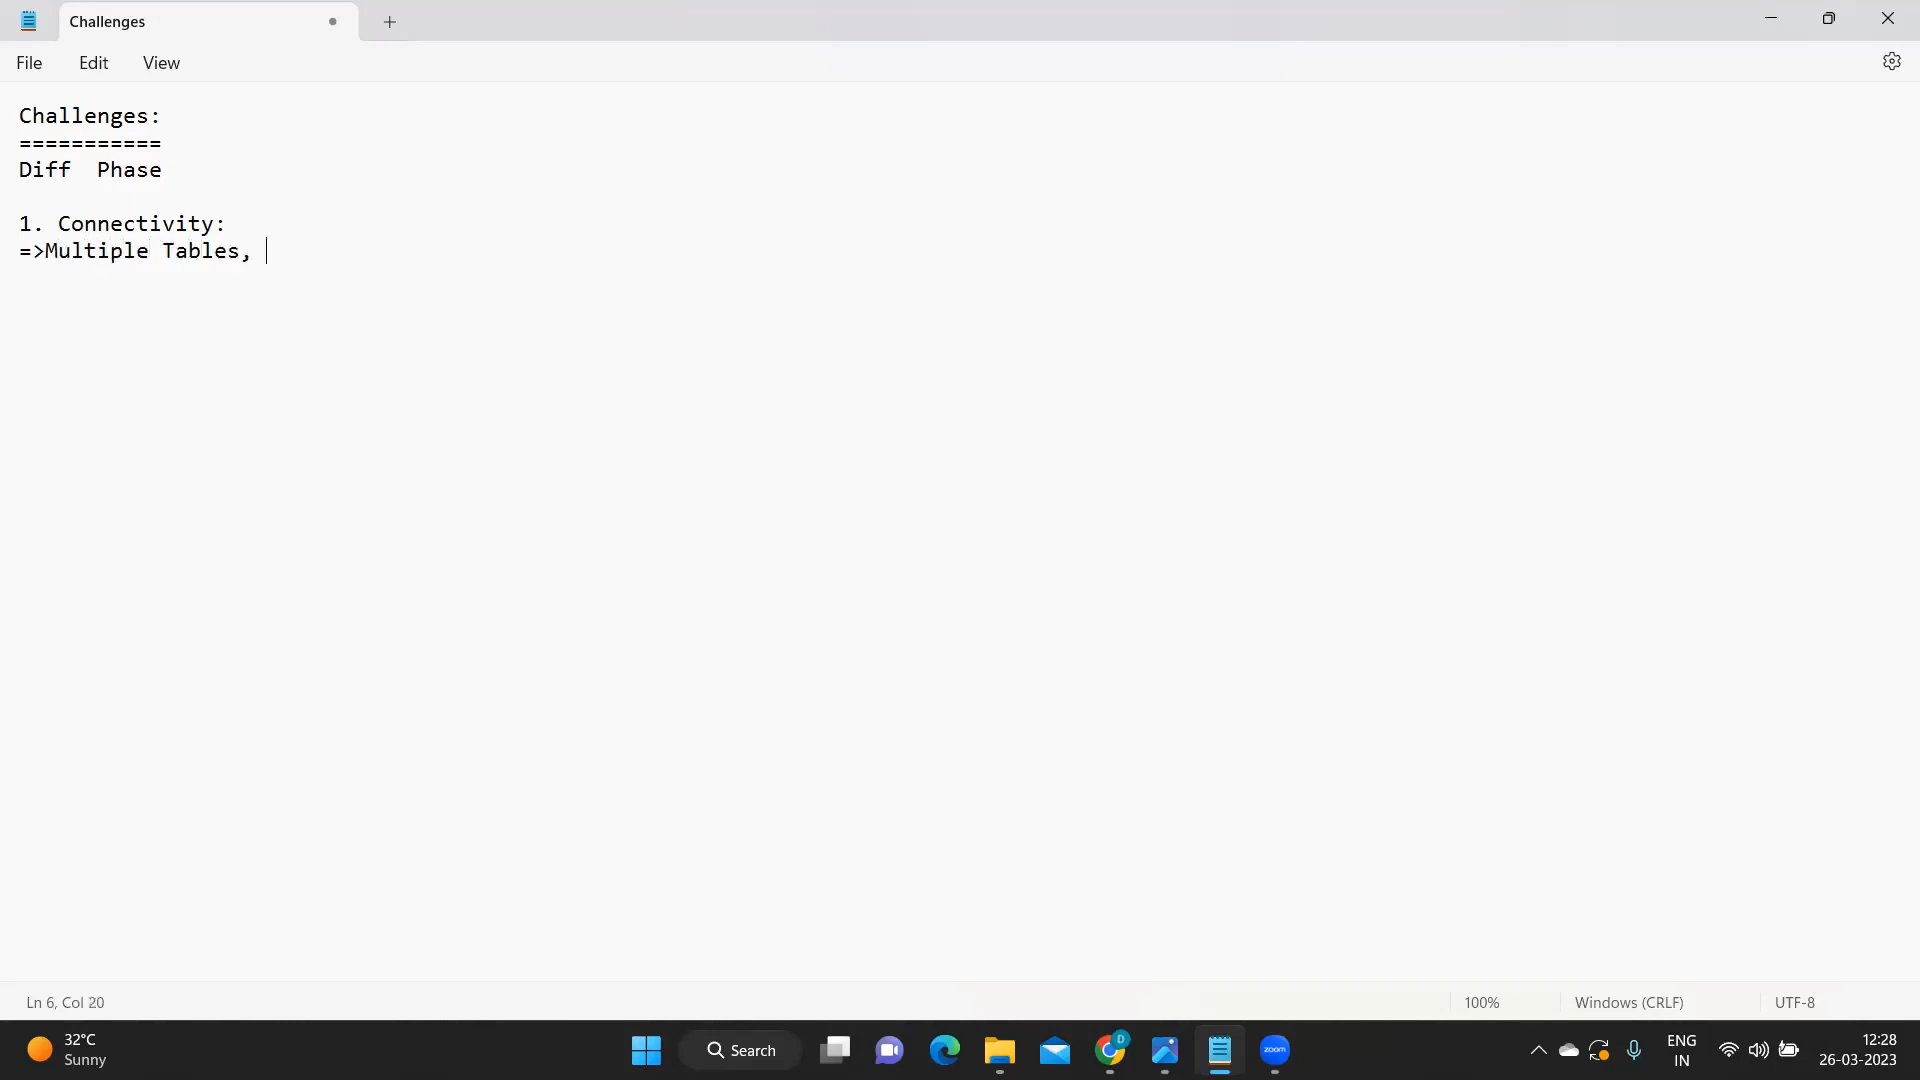 Challenges
File Edit View
Challenges:
===========
Diff  Phase
1. Connectivity:
=>Multiple Tables,
Ln 6, Col 20
100%
Windows (CRLF)
UTF-8
32°C
Sunny
Search
D
zoom
ENG
IN
12:28
26-03-2023